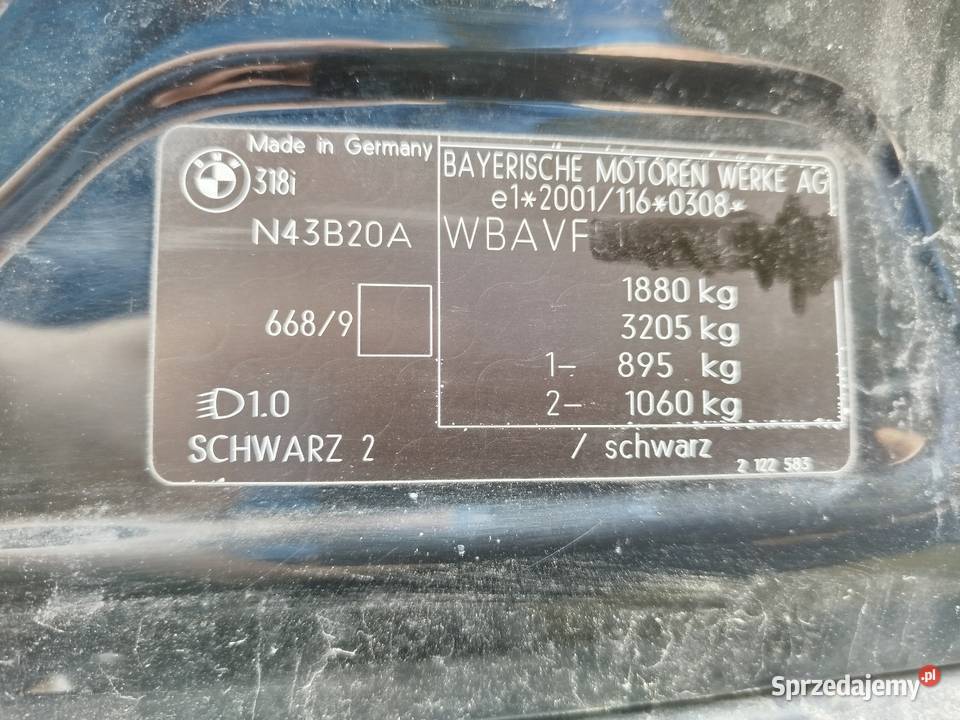 Made in Germany
318i
N43B20A
668/9
1.0
SCHWARZ 2
BAYERISCHE MOTOREN WERKE AG
e1*2001/116*0308*
WBAVF
1880 kg
3205 kg
1- 895 kg
2- 1060 kg
/ schwarz
2 122 583
Sprzedajemy.pl